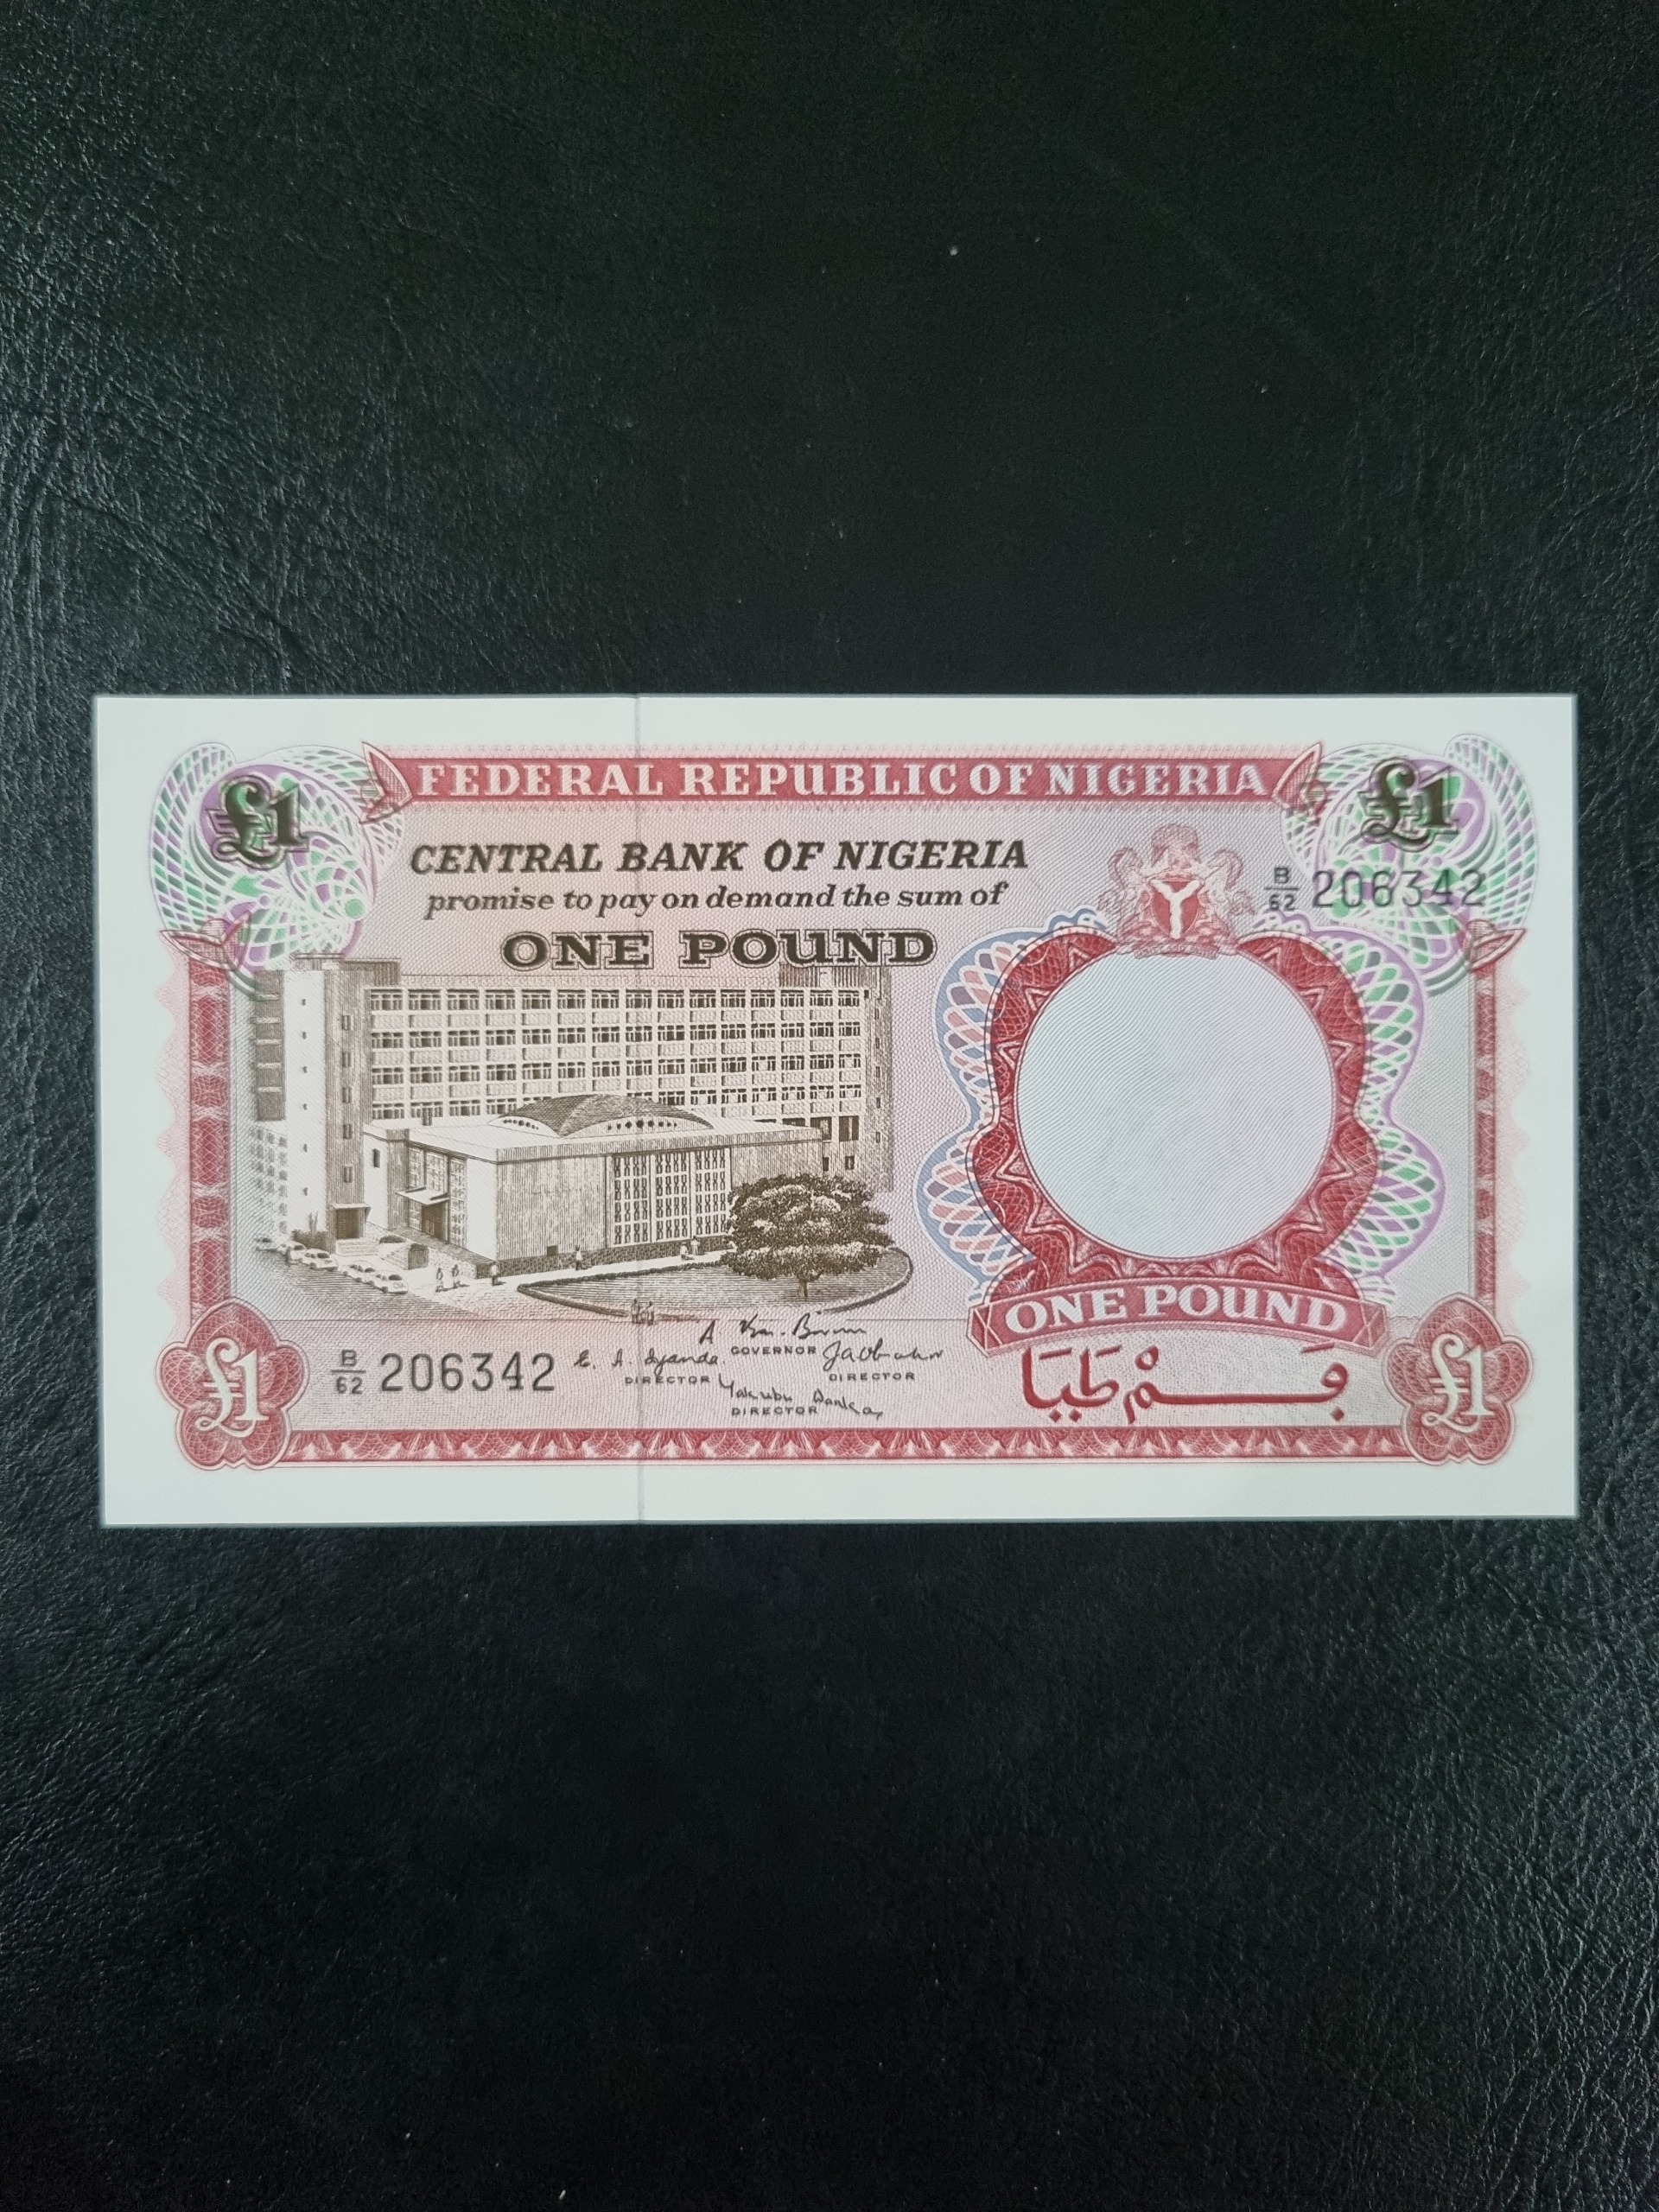 FEDERAL REPUBLIC OF NIGERIA
£1
£1
CENTRAL BANK OF NIGERIA
promise to pay on demand the sum of
ONE POUND
B/62 206342
ONE POUND
GOVERNOR
DIRECTOR
DIRECTOR
DIRECTOR
B/62 206342
£1
£1